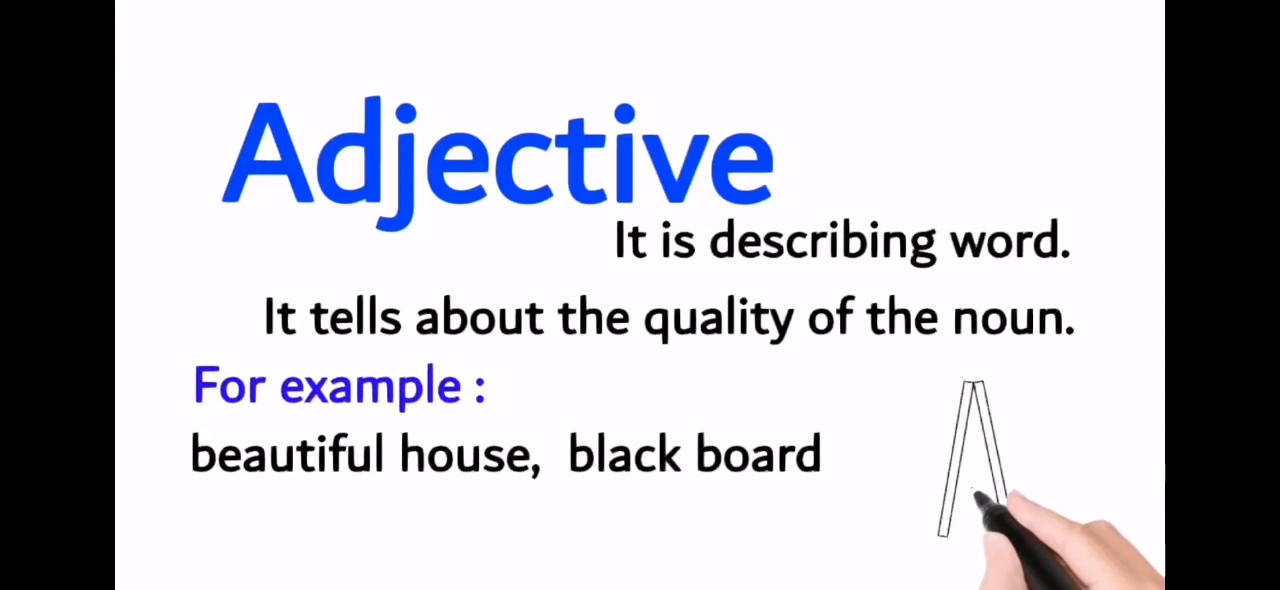 Adjective
It is describing word.
It tells about the quality of the noun.
For example :
beautiful house,  black board